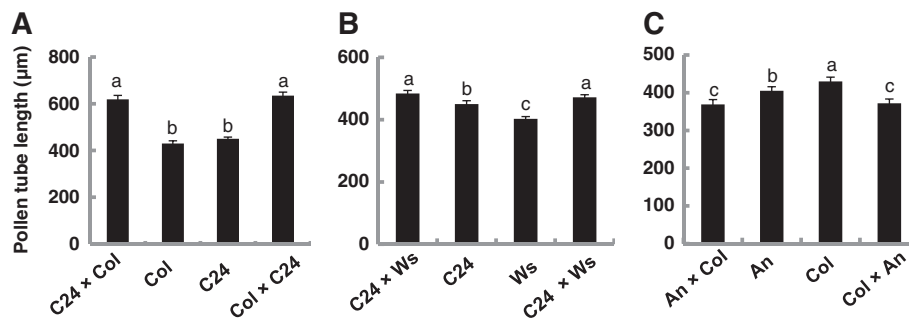 A
Pollen tube length (µm)
800
600
400
200
0
a
b
b
a
C24 × Col
Col
C24
Col × C24
B
600
400
200
0
a
b
c
a
C24 × Ws
C24
Ws
C24 × Ws
C
500
400
300
200
100
0
c
b
a
c
An × Col
An
Col
Col × An